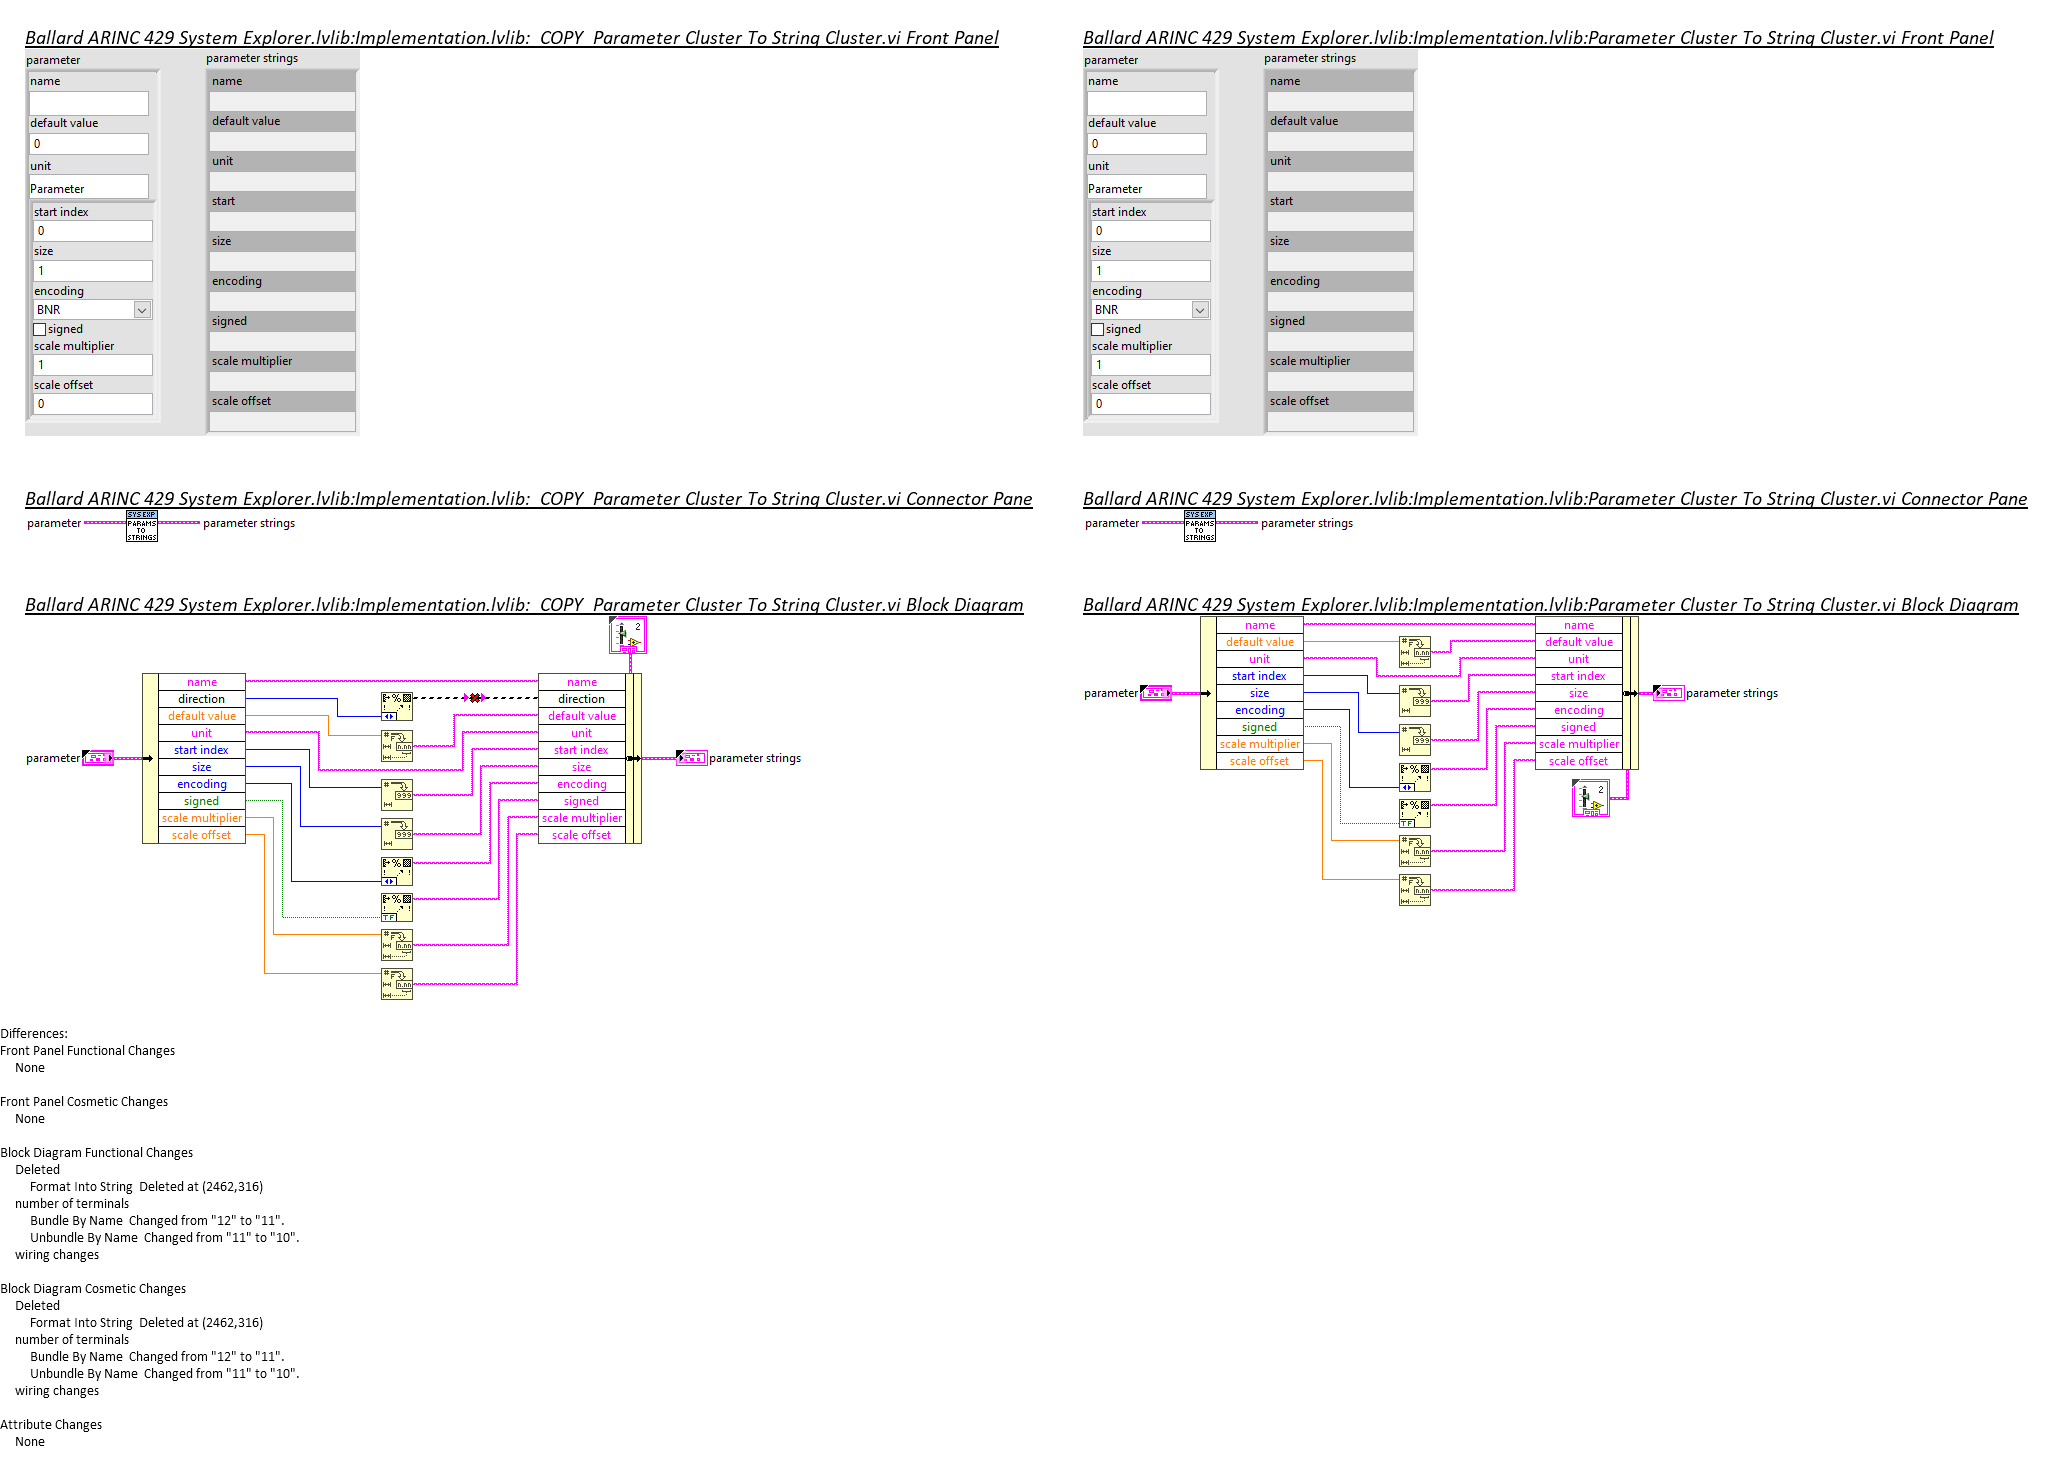 Ballard ARINC 429 System Explorer.lvlib:Implementation.lvlib:  COPY  Parameter Cluster To String Cluster.vi Front Panel
parameter
name
default value
0
unit
Parameter
start index
0
size
1
encoding
BNR
signed
scale multiplier
1
scale offset
0
parameter strings
name
default value
unit
start
size
encoding
signed
scale multiplier
scale offset
Ballard ARINC 429 System Explorer.lvlib:Implementation.lvlib:Parameter Cluster To String Cluster.vi Front Panel
parameter
name
default value
0
unit
Parameter
start index
0
size
1
encoding
BNR
signed
scale multiplier
1
scale offset
0
parameter strings
name
default value
unit
start
size
encoding
signed
scale multiplier
scale offset
Ballard ARINC 429 System Explorer.lvlib:Implementation.lvlib:  COPY  Parameter Cluster To String Cluster.vi Connector Pane
parameter
SYS EXP
PARAMS
TO
STRINGS
parameter strings
Ballard ARINC 429 System Explorer.lvlib:Implementation.lvlib:Parameter Cluster To String Cluster.vi Connector Pane
parameter
SYS EXP
PARAMS
TO
STRINGS
parameter strings
Ballard ARINC 429 System Explorer.lvlib:Implementation.lvlib:  COPY  Parameter Cluster To String Cluster.vi Block Diagram
2
parameter
name
direction
default value
unit
start index
size
encoding
signed
scale multiplier
scale offset
name
direction
default value
unit
start index
size
encoding
signed
scale multiplier
scale offset
parameter strings
Ballard ARINC 429 System Explorer.lvlib:Implementation.lvlib:Parameter Cluster To String Cluster.vi Block Diagram
parameter
name
default value
unit
start index
size
encoding
signed
scale multiplier
scale offset
name
default value
unit
start index
size
encoding
signed
scale multiplier
scale offset
2
parameter strings
Differences:
Front Panel Functional Changes
None
Front Panel Cosmetic Changes
None
Block Diagram Functional Changes
Deleted
Format Into String  Deleted at (2462,316)
number of terminals
Bundle By Name  Changed from "12" to "11".
Unbundle By Name  Changed from "11" to "10".
wiring changes
Block Diagram Cosmetic Changes
Deleted
Format Into String  Deleted at (2462,316)
number of terminals
Bundle By Name  Changed from "12" to "11".
Unbundle By Name  Changed from "11" to "10".
wiring changes
Attribute Changes
None